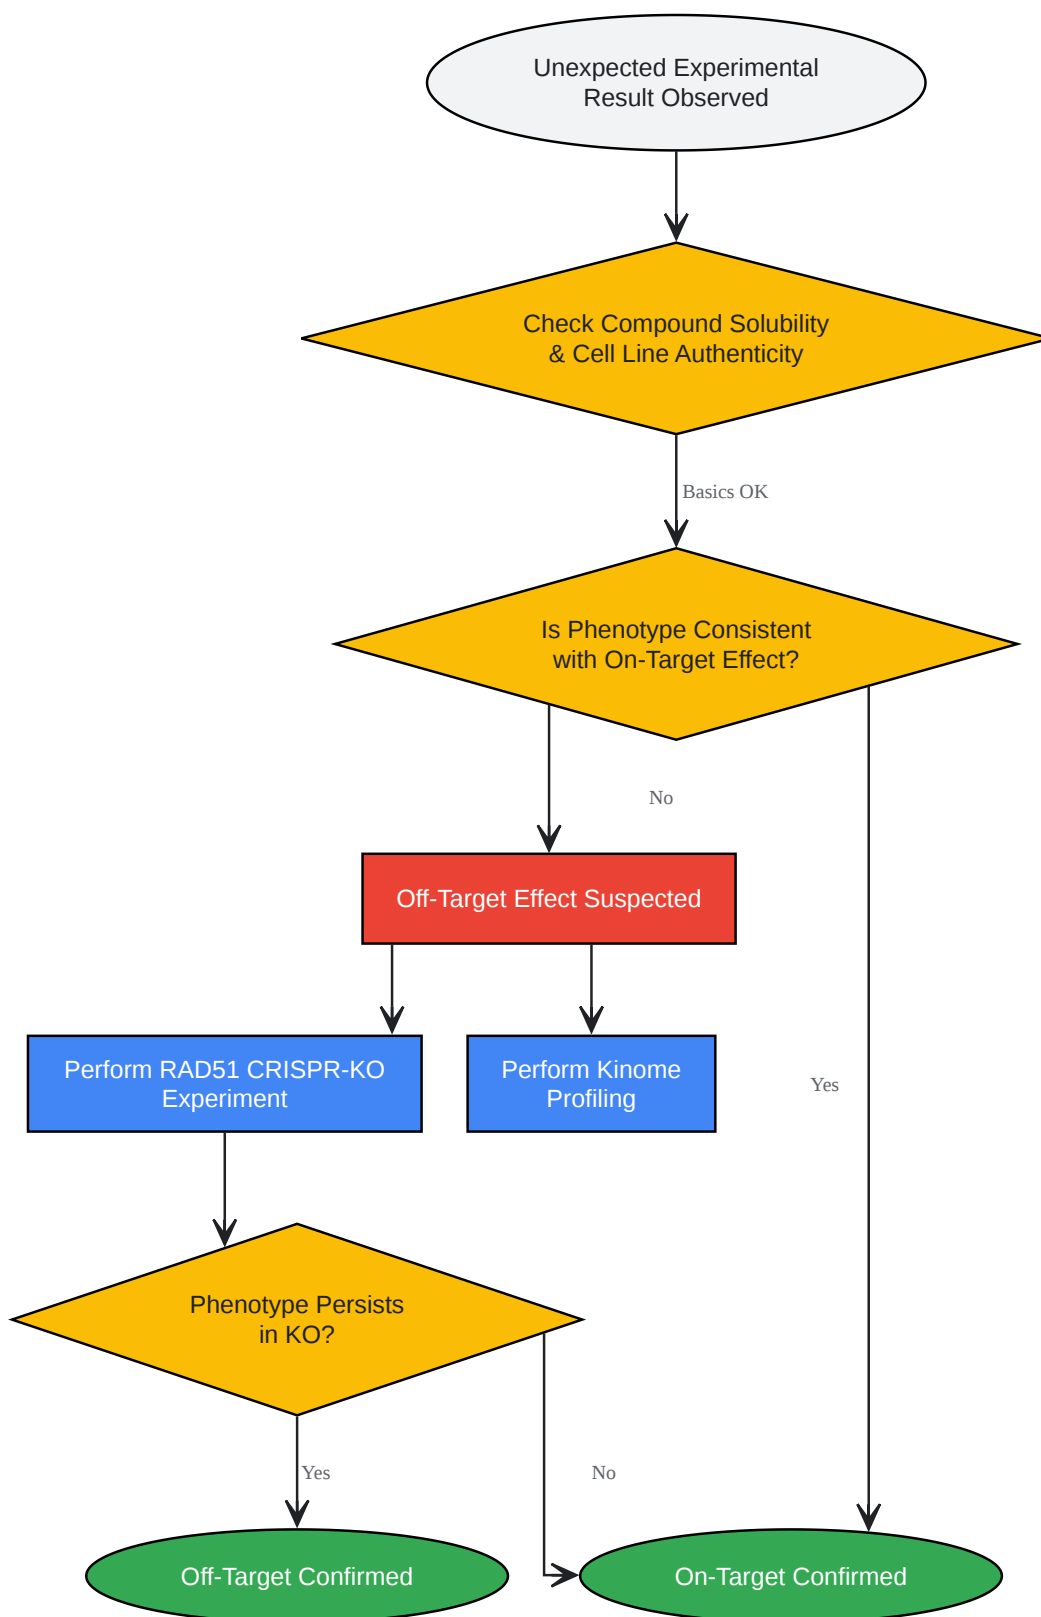 Unexpected Experimental
Result Observed
Check Compound Solubility
& Cell Line Authenticity
Basics OK
Is Phenotype Consistent
with On-Target Effect?
No
Off-Target Effect Suspected
Perform RAD51 CRISPR-KO
Experiment
Perform Kinome
Profiling
Yes
Phenotype Persists
in KO?
Yes
No
Off-Target Confirmed
On-Target Confirmed